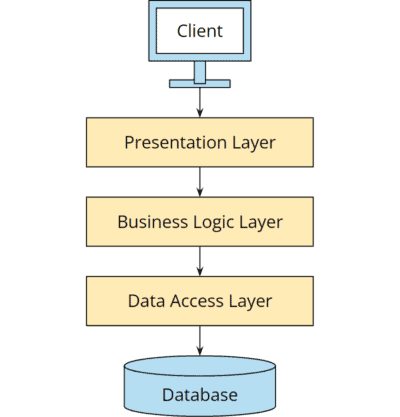 Client
Presentation Layer
Business Logic Layer
Data Access Layer
Database